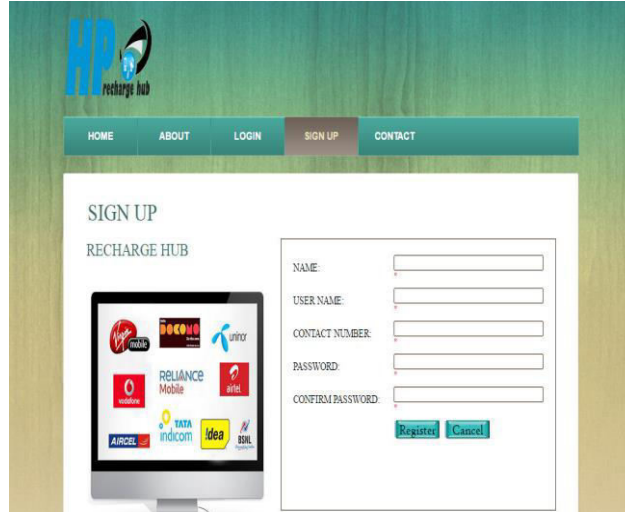 HP
recharge hub
HOME ABOUT LOGIN SIGN UP CONTACT
SIGN UP
RECHARGE HUB
NAME:
*
USER NAME:
*
CONTACT NUMBER:
*
PASSWORD:
*
CONFIRM PASSWORD:
*
Register Cancel
Virgin mobile
DOCOMO
uninor
vodafone
RELIANCE
Mobile
airtel
AIRCEL
TATA
indicom
!dea
BSNL